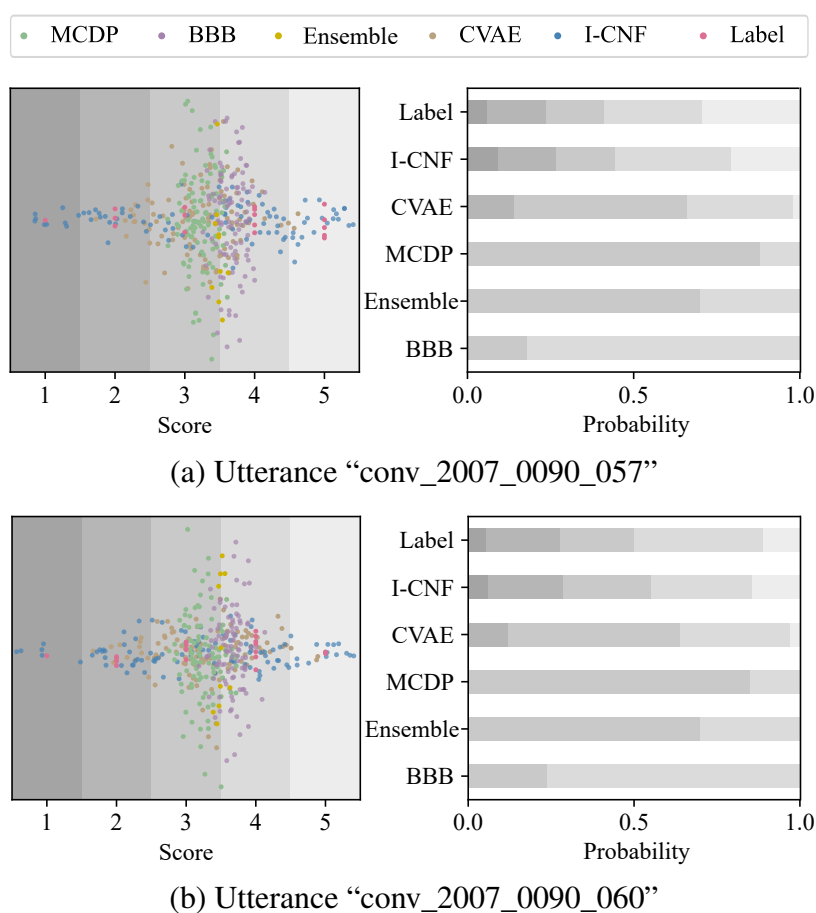 MCDP BBB Ensemble CVAE I-CNF Label
Label
I-CNF
CVAE
MCDP
Ensemble
BBB
1 2 3 4 5
Score
0.0 0.5 1.0
Probability
(a) Utterance “conv_2007_0090_057”
Label
I-CNF
CVAE
MCDP
Ensemble
BBB
1 2 3 4 5
Score
0.0 0.5 1.0
Probability
(b) Utterance “conv_2007_0090_060”